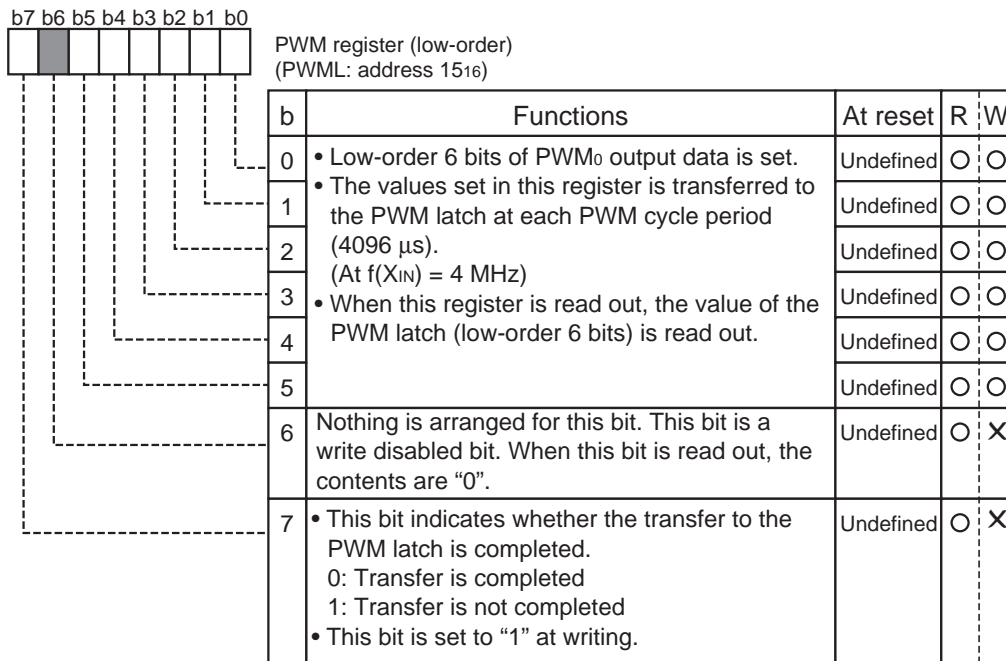 b7 b6 b5 b4 b3 b2 b1 b0
PWM register (low-order)
(PWML: address 15₁₆)
b Functions At reset R W
0 • Low-order 6 bits of PWM₀ output data is set. Undefined ○ ○
• The values set in this register is transferred to
1 the PWM latch at each PWM cycle period Undefined ○ ○
2 (4096 μs). Undefined ○ ○
(At f(XIN) = 4 MHz)
3 • When this register is read out, the value of the Undefined ○ ○
4 PWM latch (low-order 6 bits) is read out. Undefined ○ ○
5 Undefined ○ ○
6 Nothing is arranged for this bit. This bit is a Undefined ○ ×
write disabled bit. When this bit is read out, the
contents are “0”.
7 • This bit indicates whether the transfer to the Undefined ○ ×
PWM latch is completed.
0: Transfer is completed
1: Transfer is not completed
• This bit is set to “1” at writing.